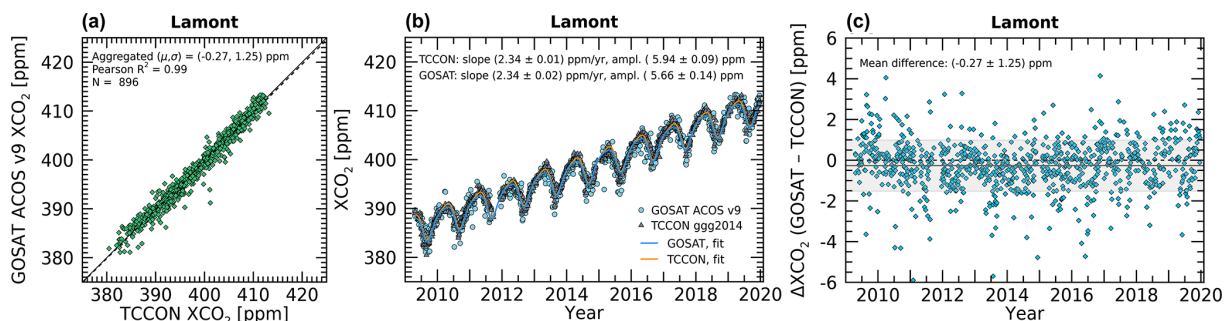 (a) Lamont
Aggregated (μ,σ) = (-0.27, 1.25) ppm
Pearson R² = 0.99
N = 896
GOSAT ACOS v9 XCO₂ [ppm]
420
410
400
390
380
390 400 410 420
TCCON XCO₂ [ppm]
(b) Lamont
TCCON: slope (2.34 ± 0.01) ppm/yr, ampl. ( 5.94 ± 0.09) ppm
GOSAT: slope (2.34 ± 0.02) ppm/yr, ampl. ( 5.66 ± 0.14) ppm
XCO₂ [ppm]
420
410
400
390
380
GOSAT ACOS v9
TCCON ggg2014
GOSAT, fit
TCCON, fit
2010 2012 2014 2016 2018 2020
Year
(c) Lamont
Mean difference: (-0.27 ± 1.25) ppm
ΔXCO₂ (GOSAT − TCCON) [ppm]
6
4
2
0
-2
-4
-6
2010 2012 2014 2016 2018 2020
Year